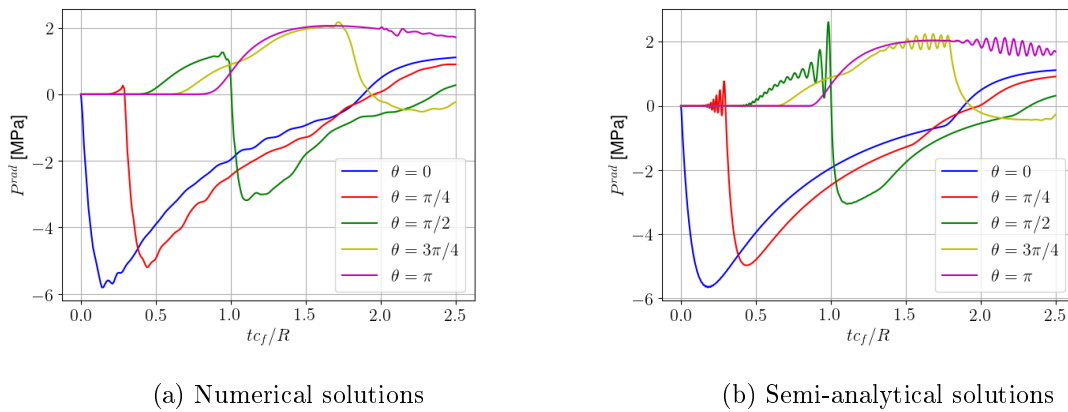 2
0
−2
−4
−6
P^{rad} [MPa]
0.0 0.5 1.0 1.5 2.0 2.5
tc_f/R
θ = 0
θ = π/4
θ = π/2
θ = 3π/4
θ = π
(a) Numerical solutions
2
0
−2
−4
−6
P^{rad} [MPa]
0.0 0.5 1.0 1.5 2.0 2.5
tc_f/R
θ = 0
θ = π/4
θ = π/2
θ = 3π/4
θ = π
(b) Semi-analytical solutions